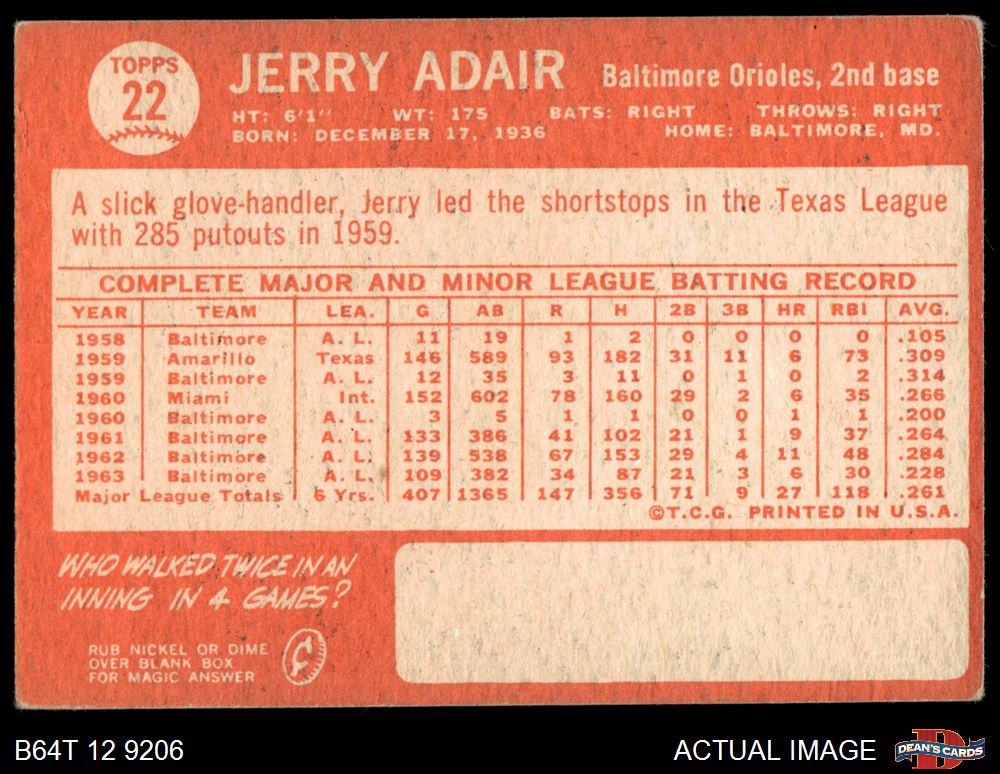 TOPPS
22
JERRY ADAIR Baltimore Orioles, 2nd base
HT: 6'1" WT: 175 BATS: RIGHT THROWS: RIGHT
BORN: DECEMBER 17, 1936 HOME: BALTIMORE, MD.
A slick glove-handler, Jerry led the shortstops in the Texas League
with 285 putouts in 1959.
COMPLETE MAJOR AND MINOR LEAGUE BATTING RECORD
YEAR TEAM LEA. G AB R H 2B 3B HR RBI AVG.
1958 Baltimore A. L. 11 19 1 2 0 0 0 0 .105
1959 Amarillo Texas 146 589 93 182 31 11 6 73 .309
1959 Baltimore A. L. 12 35 3 11 0 1 0 2 .314
1960 Miami Int. 152 602 78 160 29 2 6 35 .266
1960 Baltimore A. L. 3 5 1 1 0 0 1 1 .200
1961 Baltimore A. L. 133 386 41 102 21 1 9 37 .264
1962 Baltimore A. L. 139 538 67 153 29 4 11 48 .284
1963 Baltimore A. L. 109 382 34 87 21 3 6 30 .228
Major League Totals 6 Yrs. 407 1365 147 356 71 9 27 118 .261
©T.C.G. PRINTED IN U.S.A.
WHO WALKED TWICE IN AN
INNING IN 4 GAMES?
RUB NICKEL OR DIME
OVER BLANK BOX
FOR MAGIC ANSWER
B64T 12 9206 ACTUAL IMAGE DEAN'S CARDS